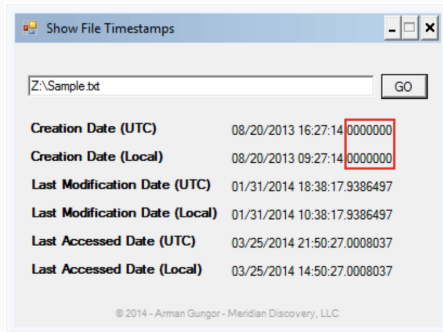 Show File Timestamps
Z:\Sample.txt GO
Creation Date (UTC) 08/20/2013 16:27:14.0000000
Creation Date (Local) 08/20/2013 09:27:14.0000000
Last Modification Date (UTC) 01/31/2014 18:38:17.9386497
Last Modification Date (Local) 01/31/2014 10:38:17.9386497
Last Accessed Date (UTC) 03/25/2014 21:50:27.0008037
Last Accessed Date (Local) 03/25/2014 14:50:27.0008037
© 2014 - Arman Gungor - Meridian Discovery, LLC